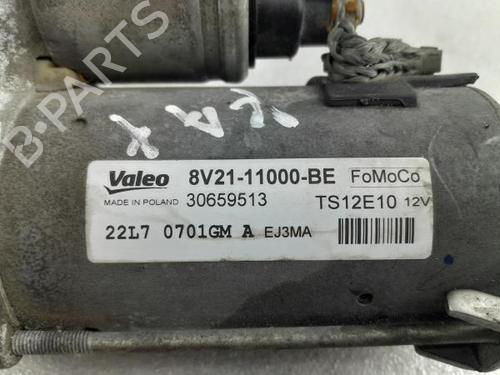 B-PARTS
Valeo 8V21-11000-BE FoMoCo
MADE IN POLAND 30659513 TS12E10 12V
22L7 0701GM A EJ3MA